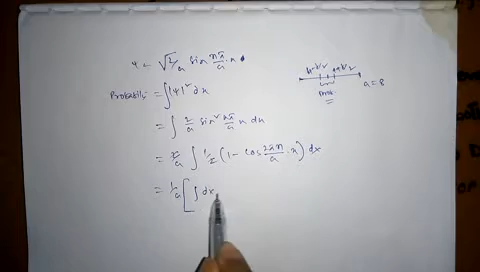 ψ = √2/a sin nπ/a x
Probability = ∫|ψ|² dx
= ∫ 2/a sin² nπ/a x dx
= 2/a ∫ 1/2 (1 - cos 2πn/a . x) dx
= 1/a [ ∫ dx
a = 8